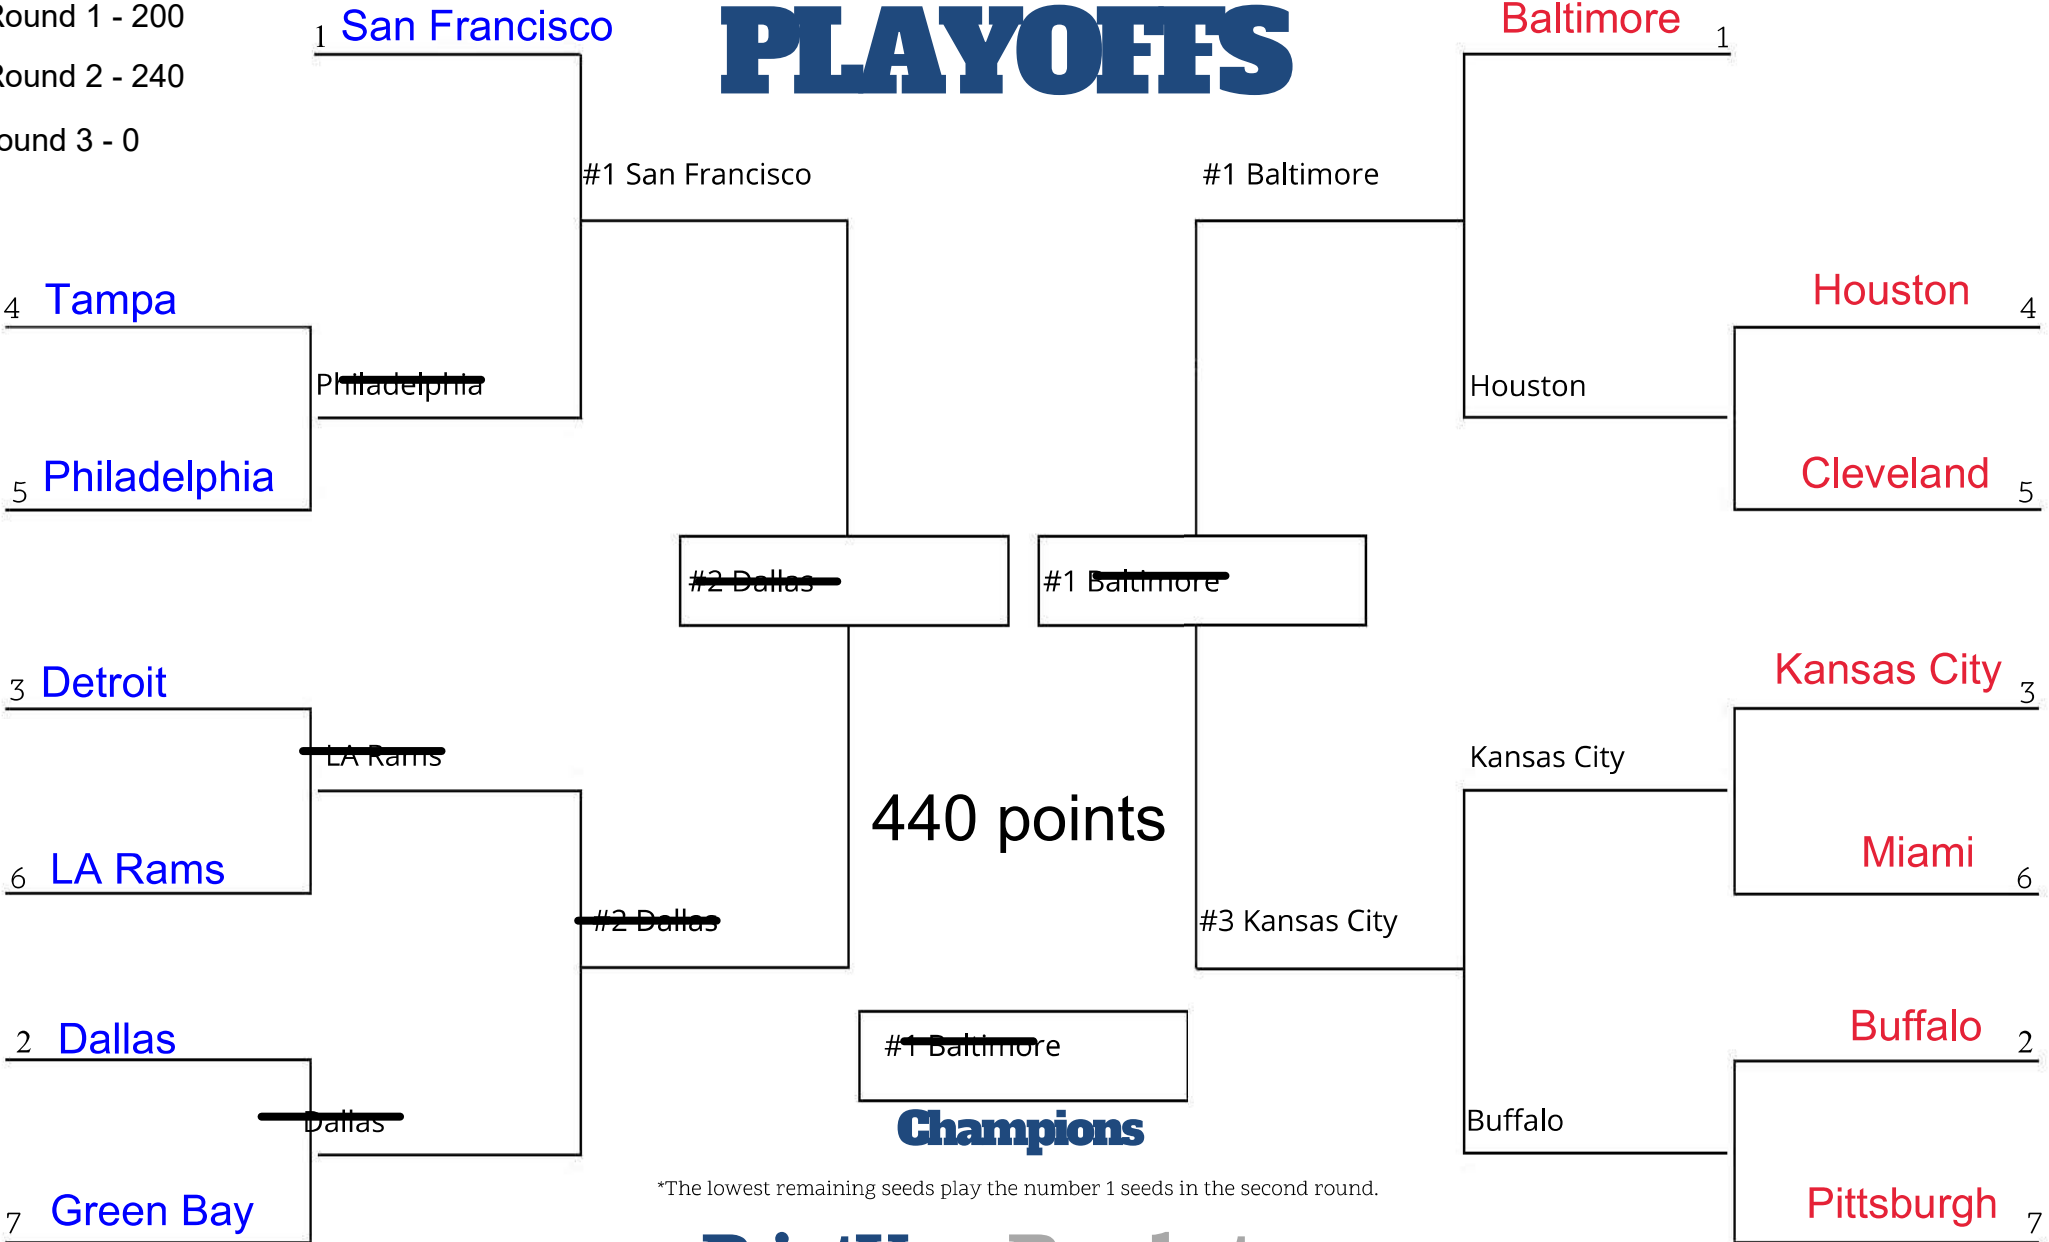 Round 1 - 200
Round 2 - 240
ound 3 - 0
PLAYOFFS
1 San Francisco
Baltimore 1
#1 San Francisco
#1 Baltimore
4 Tampa
Houston 4
Philadelphia
Houston
5 Philadelphia
Cleveland 5
#2 Dallas
#1 Baltimore
3 Detroit
Kansas City 3
LA Rams
Kansas City
440 points
6 LA Rams
Miami 6
#2 Dallas
#3 Kansas City
2 Dallas
Buffalo 2
#1 Baltimore
Dallas
Buffalo
Champions
*The lowest remaining seeds play the number 1 seeds in the second round.
7 Green Bay
Pittsburgh 7